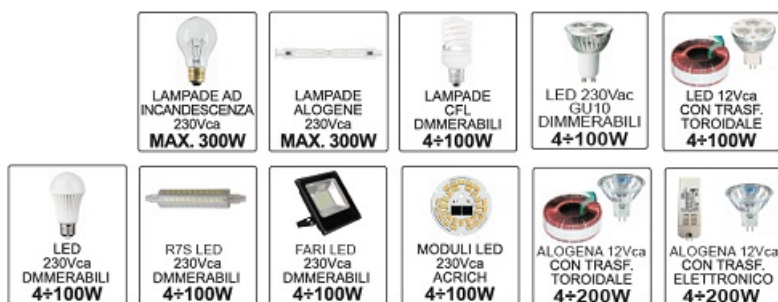 LAMPADE AD
INCANDESCENZA
230Vca
MAX. 300W
LAMPADE
ALOGENE
230Vca
MAX. 300W
LAMPADE
CFL
DMMERABILI
4÷100W
LED 230Vac
GU10
DIMMERABILI
4÷100W
LED 12Vca
CON TRASF.
TOROIDALE
4÷100W
LED
230Vca
DMMERABILI
4÷100W
R7S LED
230Vca
DMMERABILI
4÷100W
FARI LED
230Vca
DMMERABILI
4÷100W
MODULI LED
230Vca
ACRICH
4÷100W
ALOGENA 12Vca
CON TRASF.
TOROIDALE
4÷200W
ALOGENA 12Vca
CON TRASF.
ELETTRONICO
4÷200W